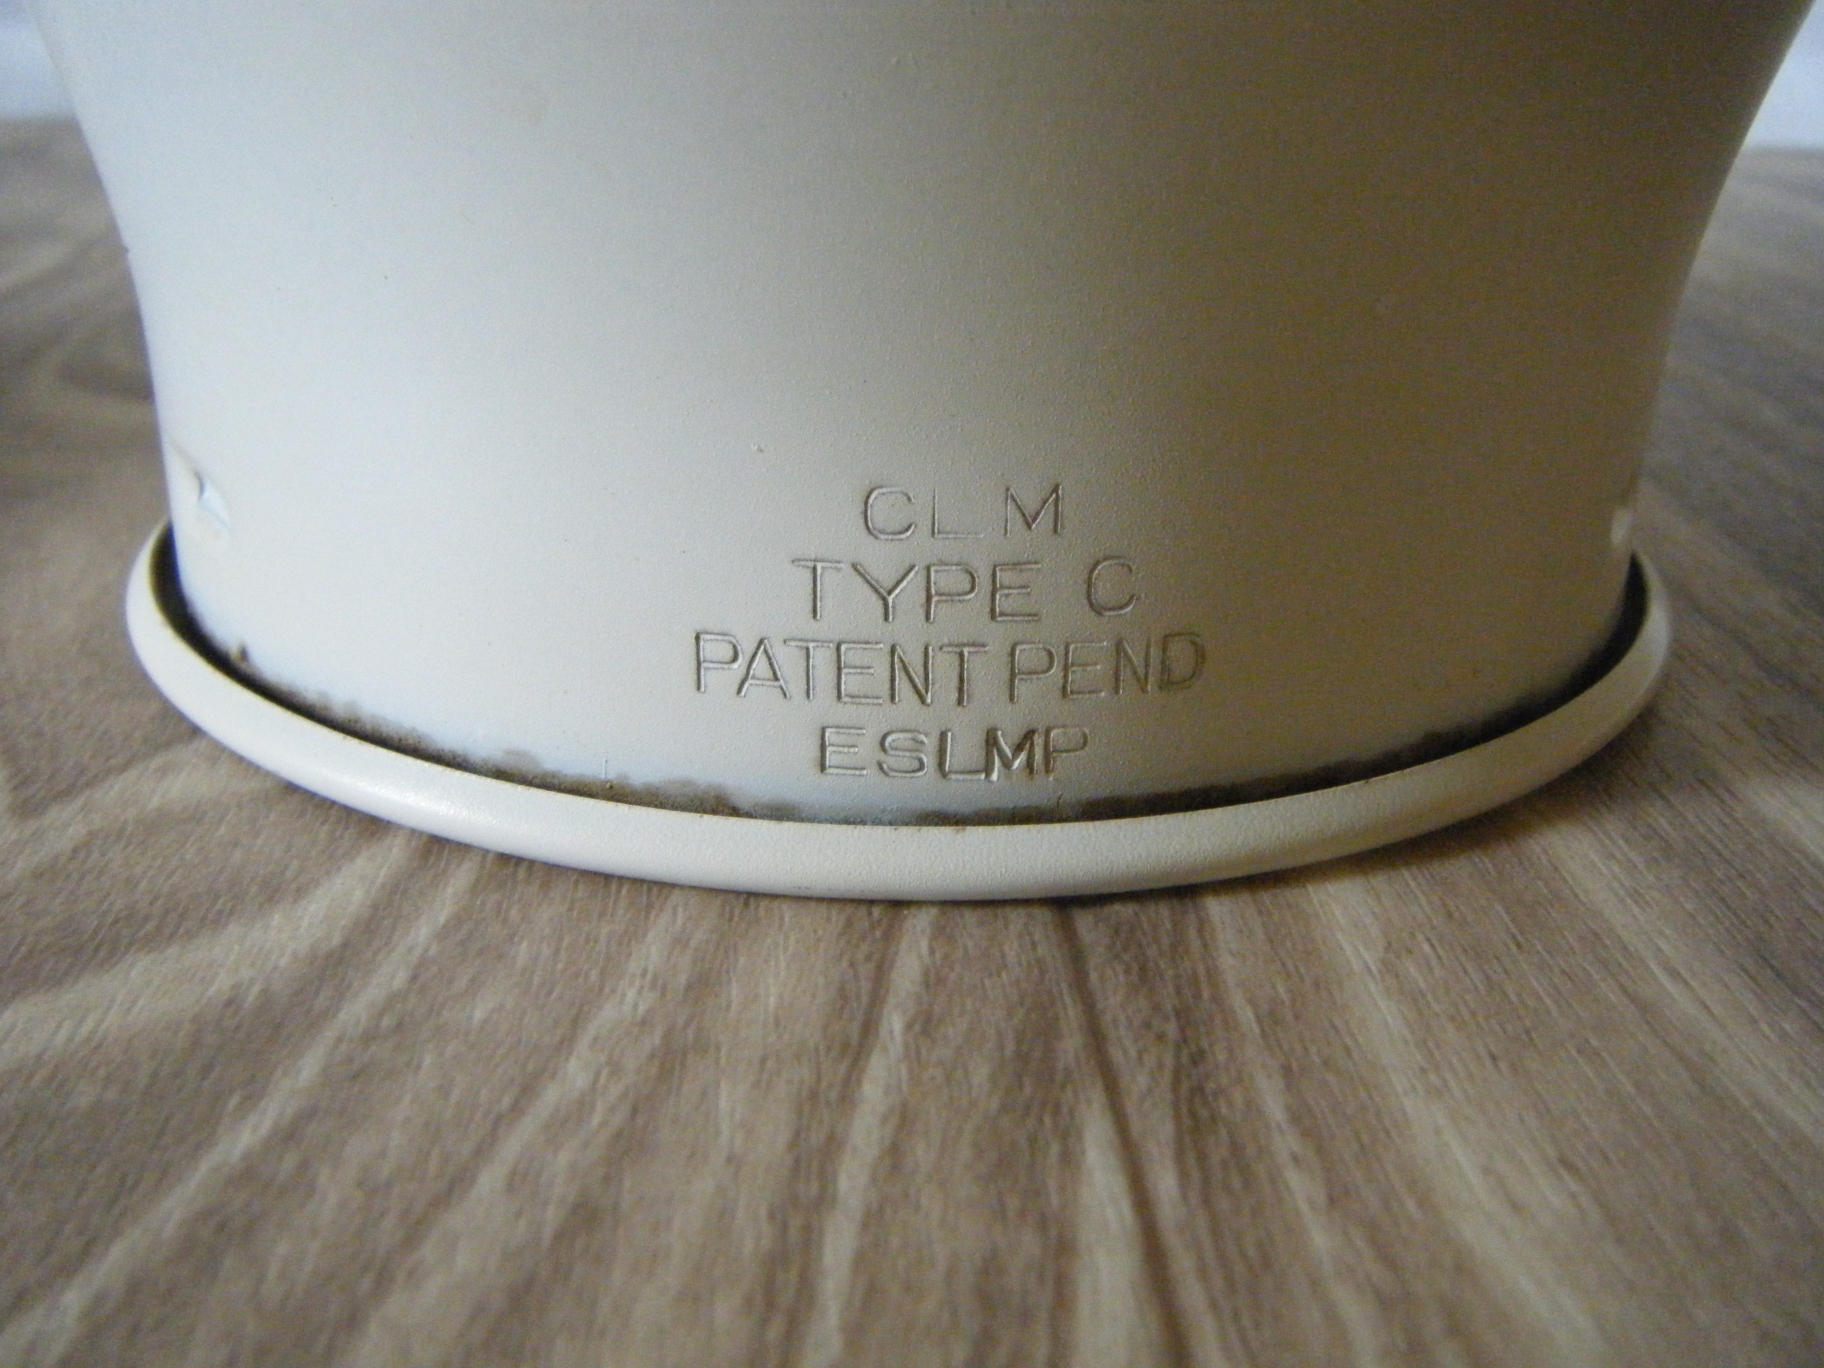 CLM
TYPE C
PATENT PEND
ESLMP